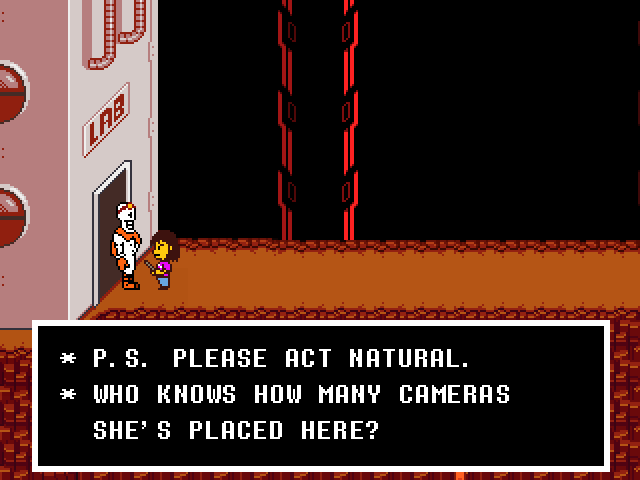 LAB
* P.S. PLEASE ACT NATURAL.
* WHO KNOWS HOW MANY CAMERAS
SHE'S PLACED HERE?